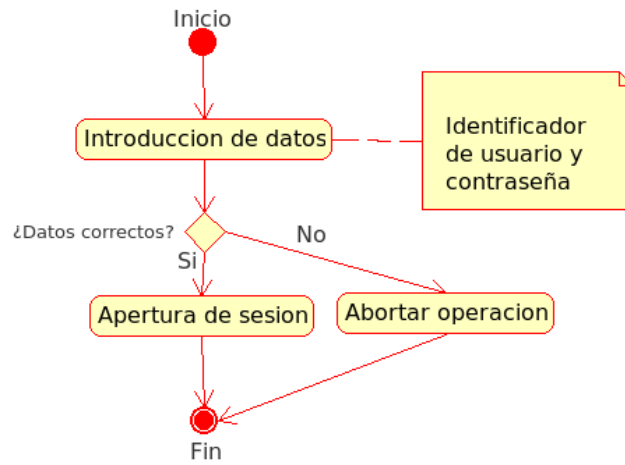 Inicio
Introduccion de datos
Identificador
de usuario y
contraseña
¿Datos correctos?
No
Si
Apertura de sesion
Abortar operacion
Fin